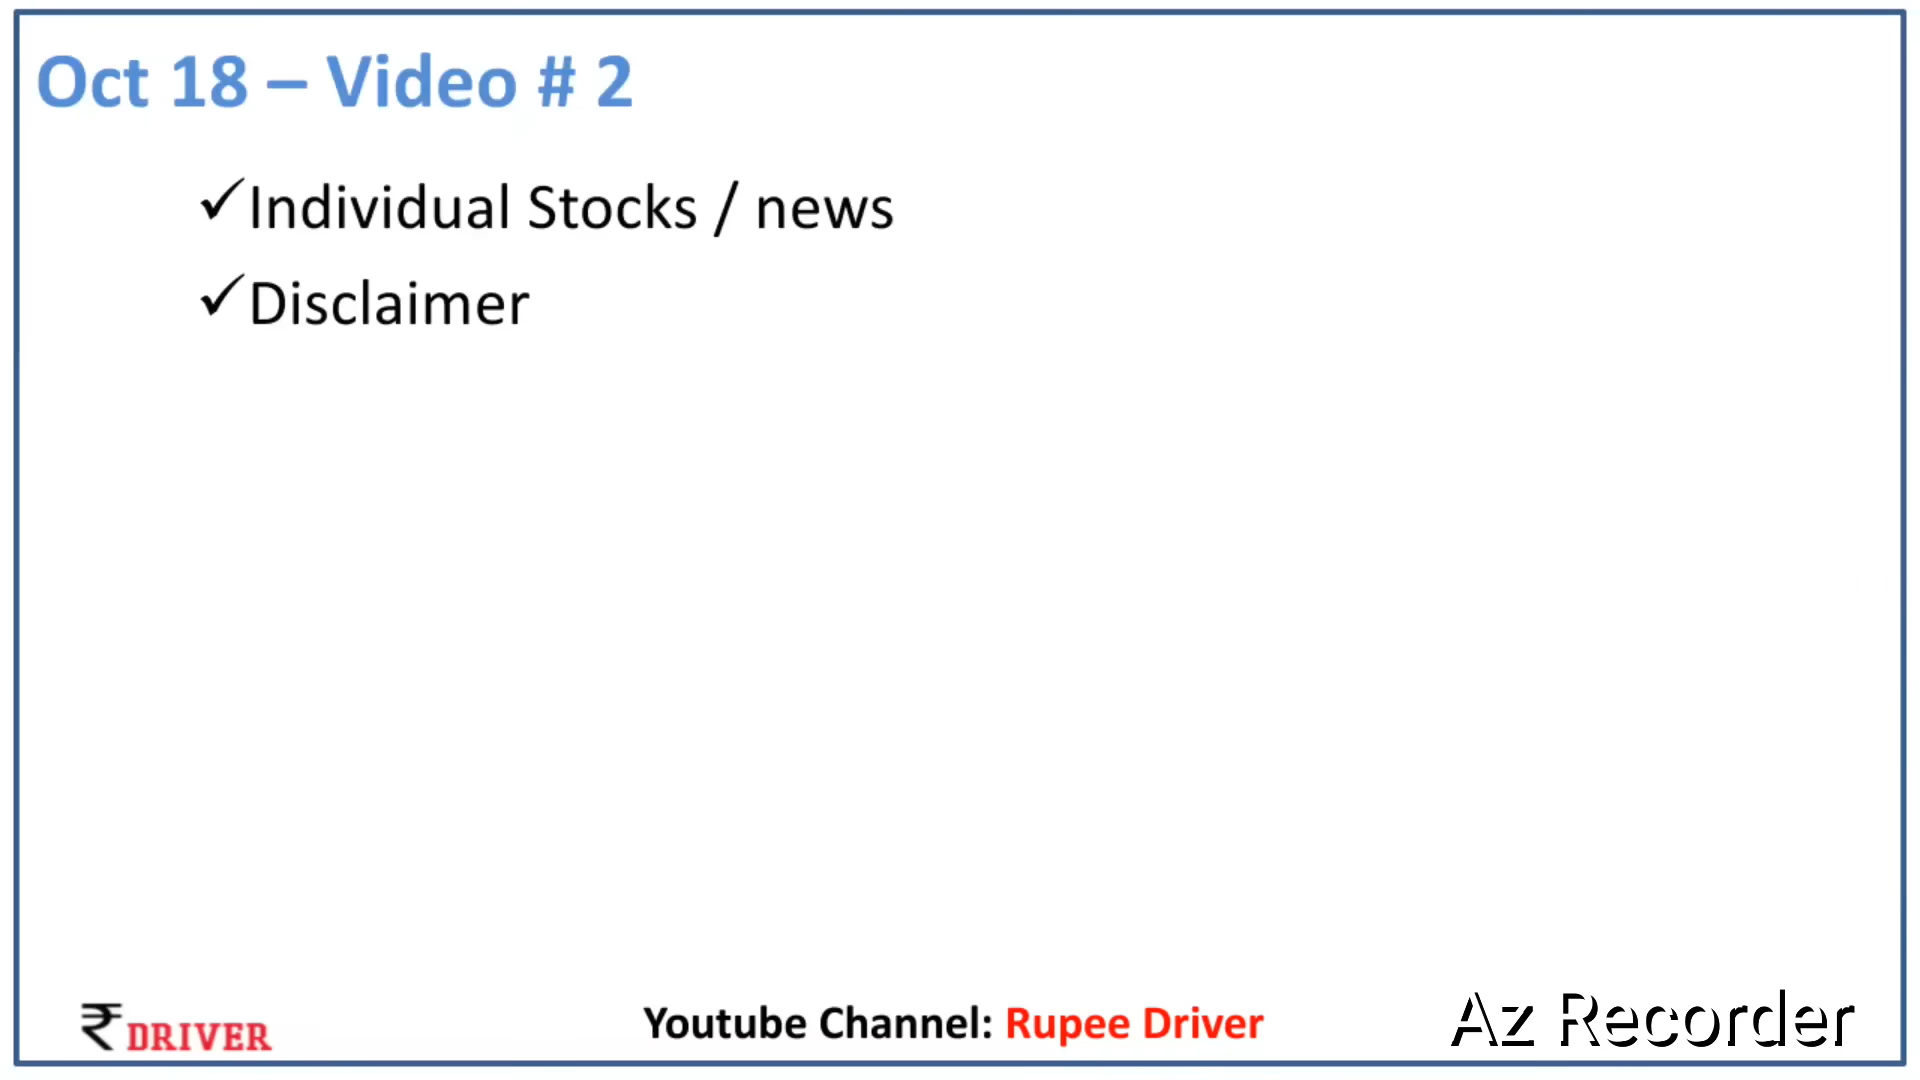 Oct 18 – Video # 2
✓Individual Stocks / news
✓Disclaimer
₹ DRIVER
Youtube Channel: Rupee Driver
Az Recorder